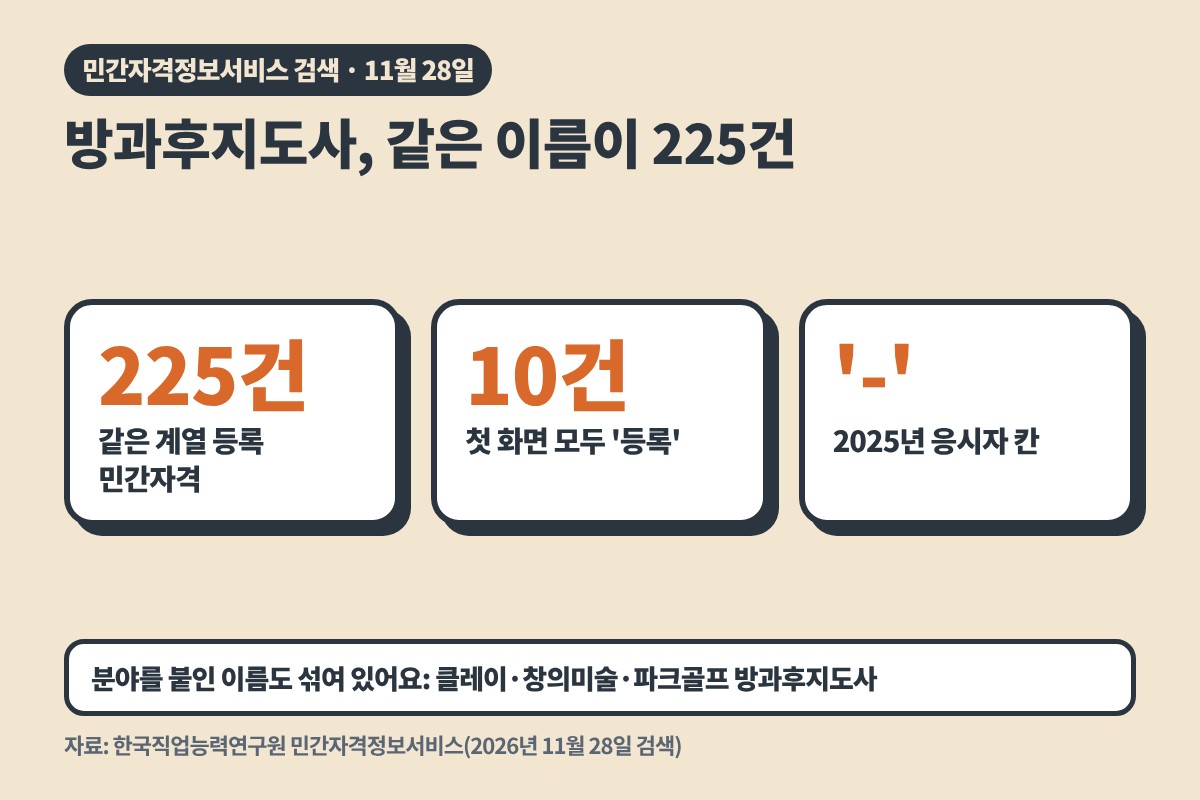 민간자격정보서비스 검색 · 11월 28일
방과후지도사, 같은 이름이 225건
225건
같은 계열 등록
민간자격
10건
첫 화면 모두 '등록'
'-'
2025년 응시자 칸
분야를 붙인 이름도 섞여 있어요: 클레이·창의미술·파크골프 방과후지도사
자료: 한국직업능력연구원 민간자격정보서비스(2026년 11월 28일 검색)